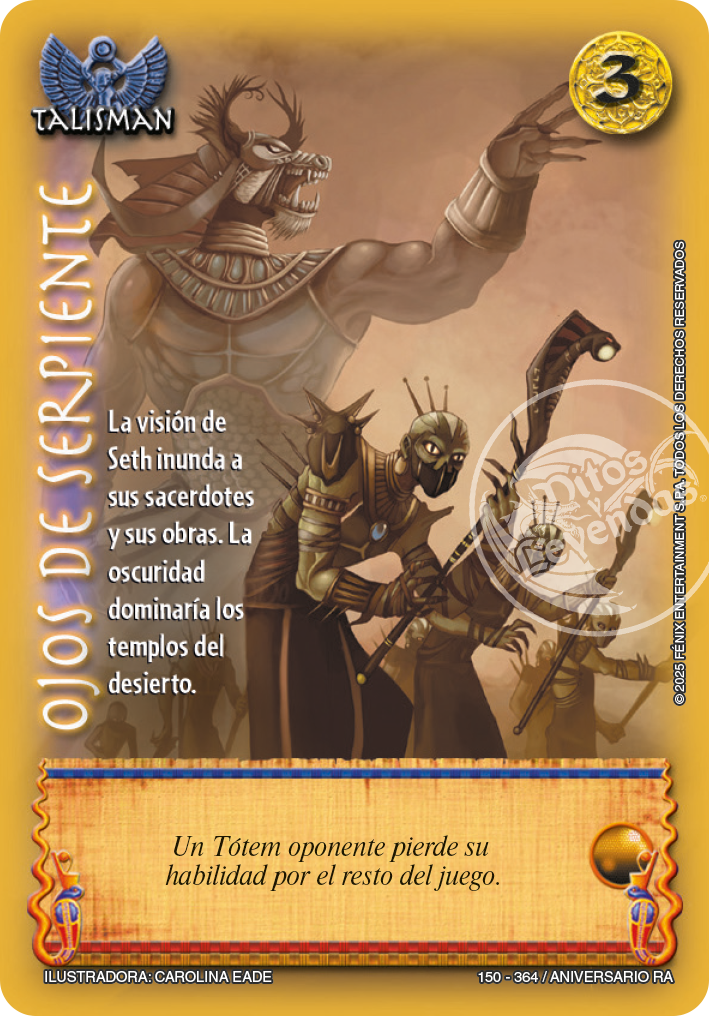 TALISMAN
3
OJOS DE SERPIENTE
La visión de
Seth inunda a
sus sacerdotes
y sus obras. La
oscuridad
dominaría los
templos del
desierto.
Mitos
y
Leyendas®
© 2025 FÉNIX ENTERTAINMENT S.P.A. TODOS LOS DERECHOS RESERVADOS
Un Tótem oponente pierde su
habilidad por el resto del juego.
ILUSTRADORA: CAROLINA EADE
150 - 364 / ANIVERSARIO RA